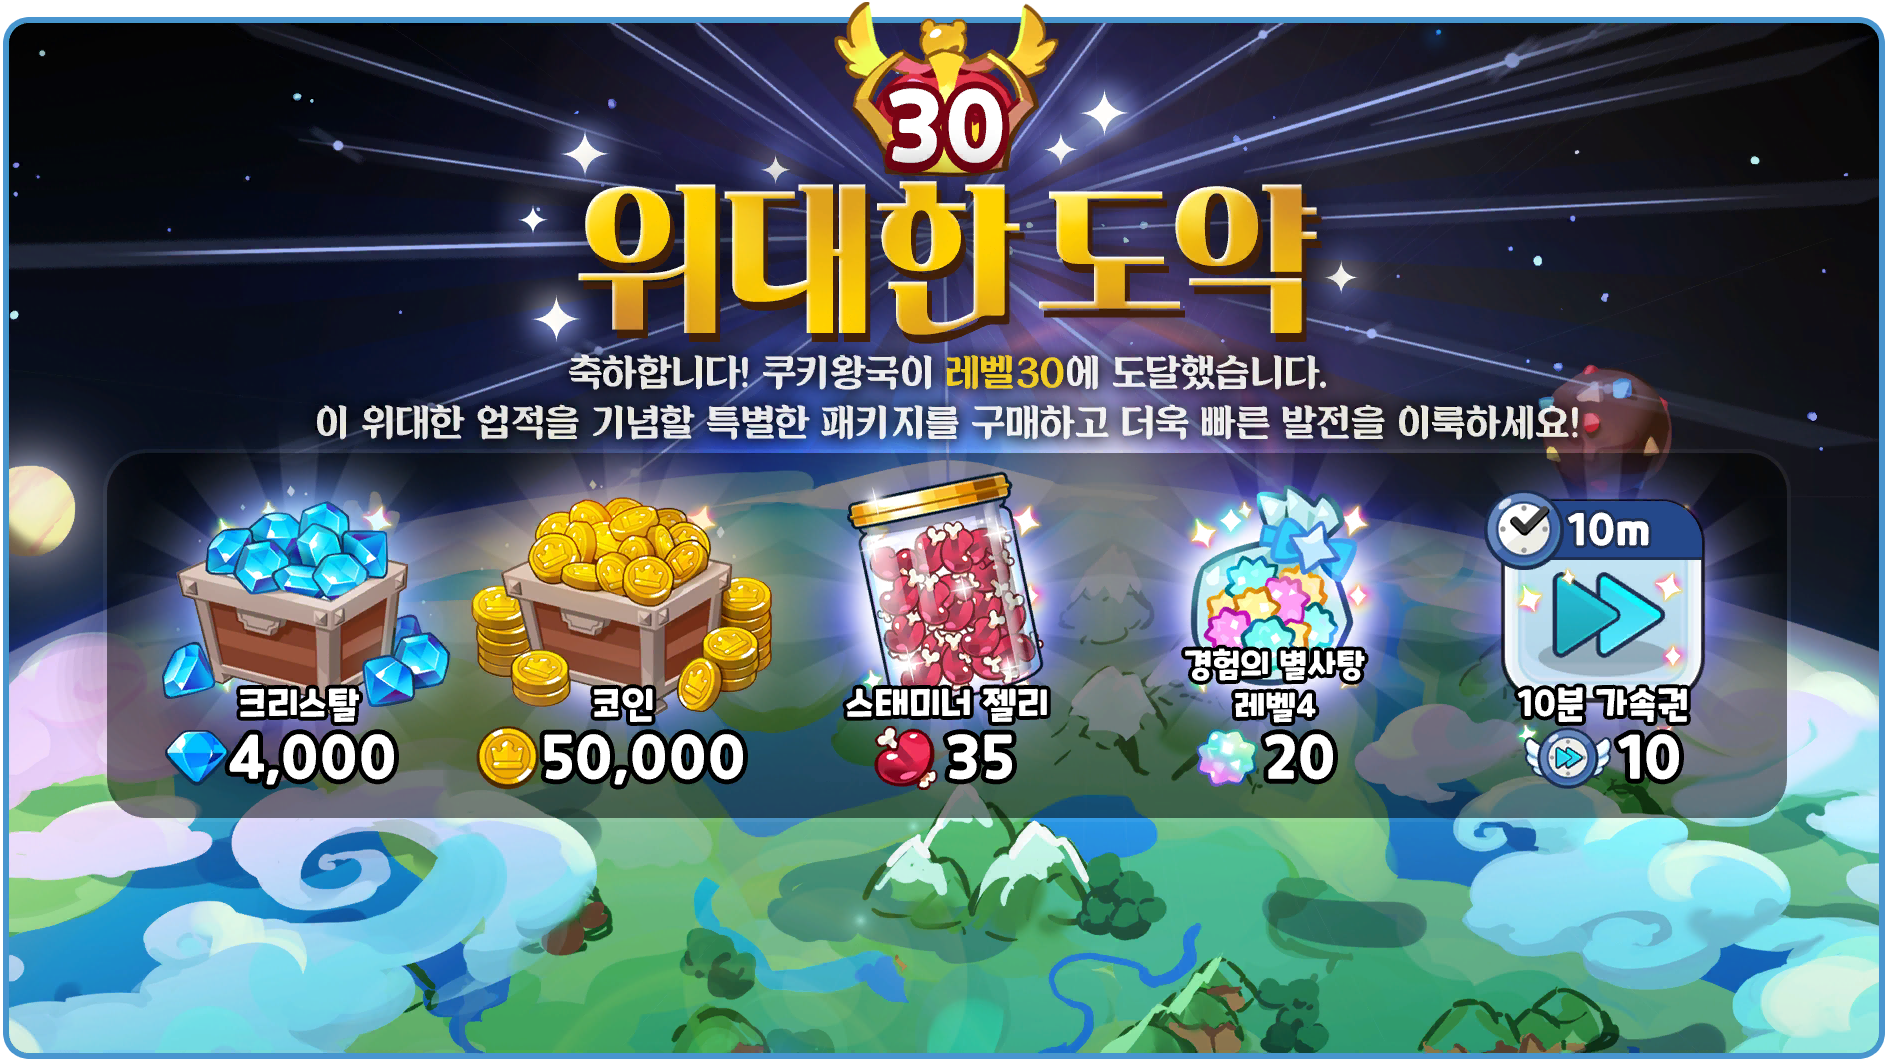 30
위대한 도약
축하합니다! 쿠키왕국이 레벨30에 도달했습니다.
이 위대한 업적을 기념할 특별한 패키지를 구매하고 더욱 빠른 발전을 이룩하세요!
크리스탈
4,000
코인
50,000
스태미너 젤리
35
경험의 별사탕
레벨4
20
10m
10분 가속권
10